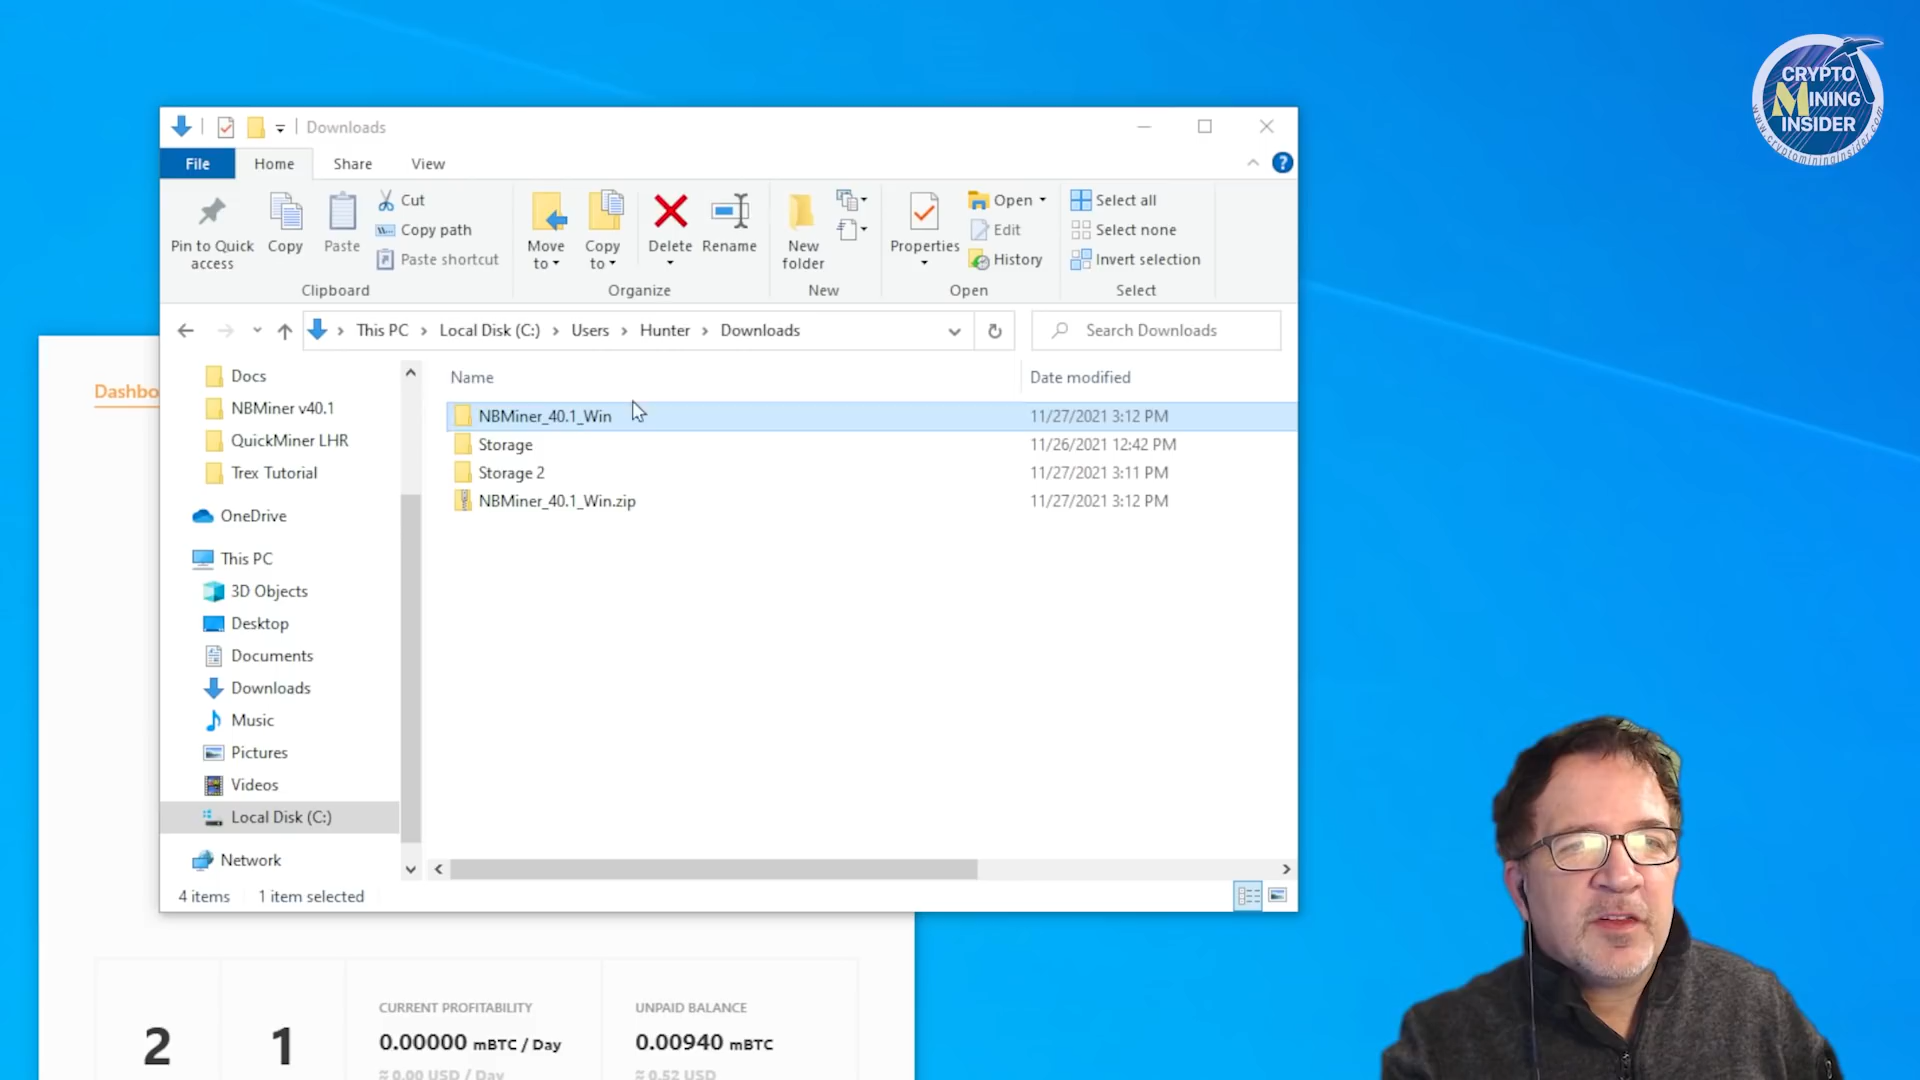 CRYPTO
MINING
INSIDER
www.cryptomininginsider.com
Downloads
File Home Share View
Pin to Quick access
Copy
Paste
Cut
Copy path
Paste shortcut
Clipboard
Move to
Copy to
Delete
Rename
Organize
New folder
New
Properties
Open
Edit
History
Open
Select all
Select none
Invert selection
Select
This PC > Local Disk (C:) > Users > Hunter > Downloads
Search Downloads
Docs
NBMiner v40.1
QuickMiner LHR
Trex Tutorial
OneDrive
This PC
3D Objects
Desktop
Documents
Downloads
Music
Pictures
Videos
Local Disk (C:)
Network
Name Date modified
NBMiner_40.1_Win 11/27/2021 3:12 PM
Storage 11/26/2021 12:42 PM
Storage 2 11/27/2021 3:11 PM
NBMiner_40.1_Win.zip 11/27/2021 3:12 PM
4 items 1 item selected
Dashbo
2
1
CURRENT PROFITABILITY
0.00000 mBTC / Day
≈ 0.00 USD / Day
UNPAID BALANCE
0.00940 mBTC
≈ 0.52 USD